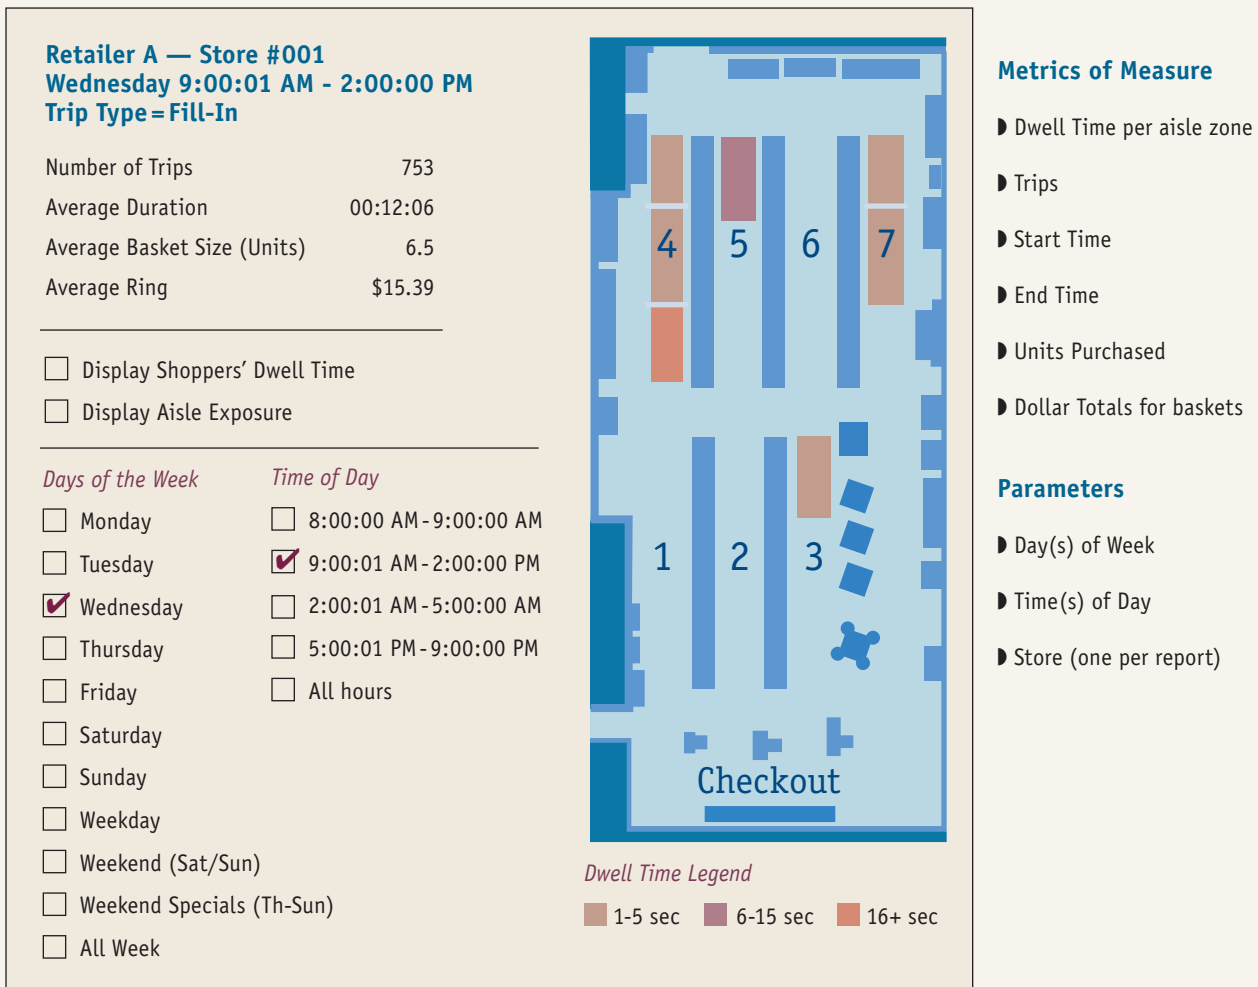 Retailer A — Store #001
Wednesday 9:00:01 AM - 2:00:00 PM
Trip Type = Fill-In
Number of Trips 753
Average Duration 00:12:06
Average Basket Size (Units) 6.5
Average Ring $15.39
Display Shoppers’ Dwell Time
Display Aisle Exposure
Days of the Week
Monday
Tuesday
Wednesday
Thursday
Friday
Saturday
Sunday
Weekday
Weekend (Sat/Sun)
Weekend Specials (Th-Sun)
All Week
Time of Day
8:00:00 AM - 9:00:00 AM
9:00:01 AM - 2:00:00 PM
2:00:01 AM - 5:00:00 AM
5:00:01 PM - 9:00:00 PM
All hours
4 5 6 7
1 2 3
Checkout
Dwell Time Legend
1-5 sec 6-15 sec 16+ sec
Metrics of Measure
Dwell Time per aisle zone
Trips
Start Time
End Time
Units Purchased
Dollar Totals for baskets
Parameters
Day(s) of Week
Time(s) of Day
Store (one per report)